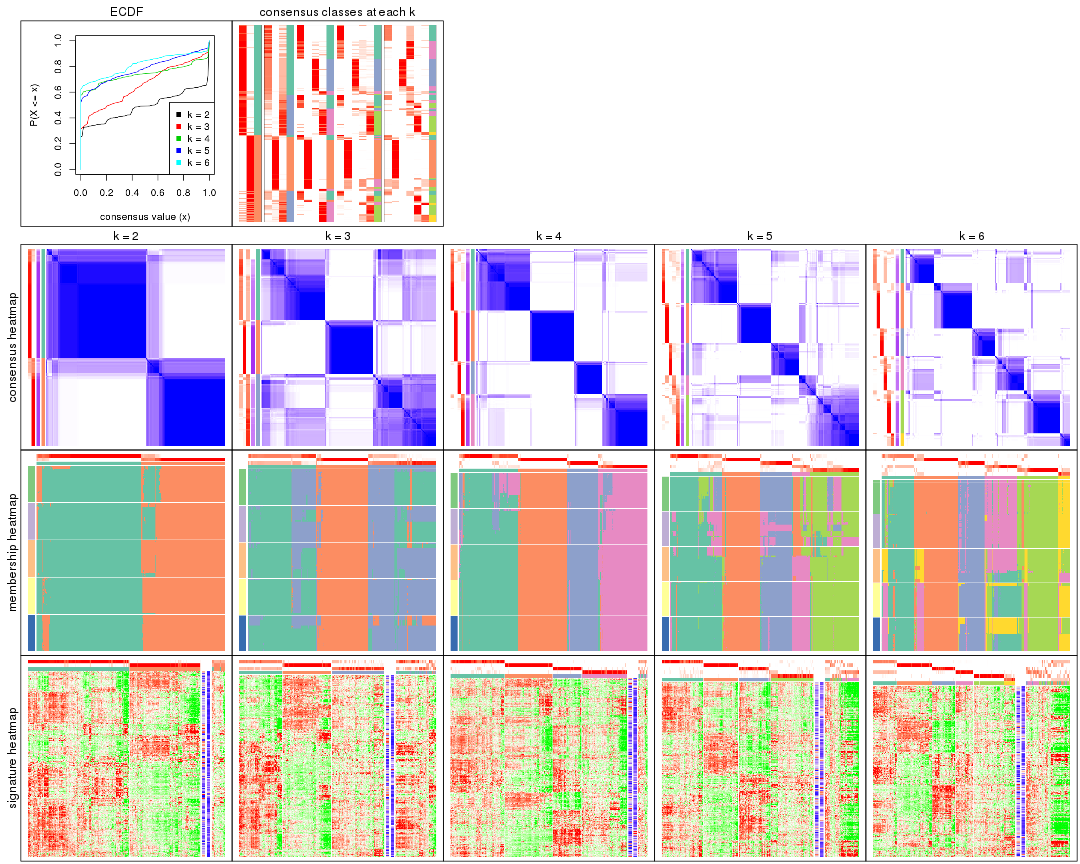 ECDF
consensus classes at each k
P(X <= x)
0.0
0.2
0.4
0.6
0.8
1.0
k = 2
k = 3
k = 4
k = 5
k = 6
0.0 0.2 0.4 0.6 0.8 1.0
consensus value (x)
k = 2 k = 3 k = 4 k = 5 k = 6
consensus heatmap
membership heatmap
signature heatmap